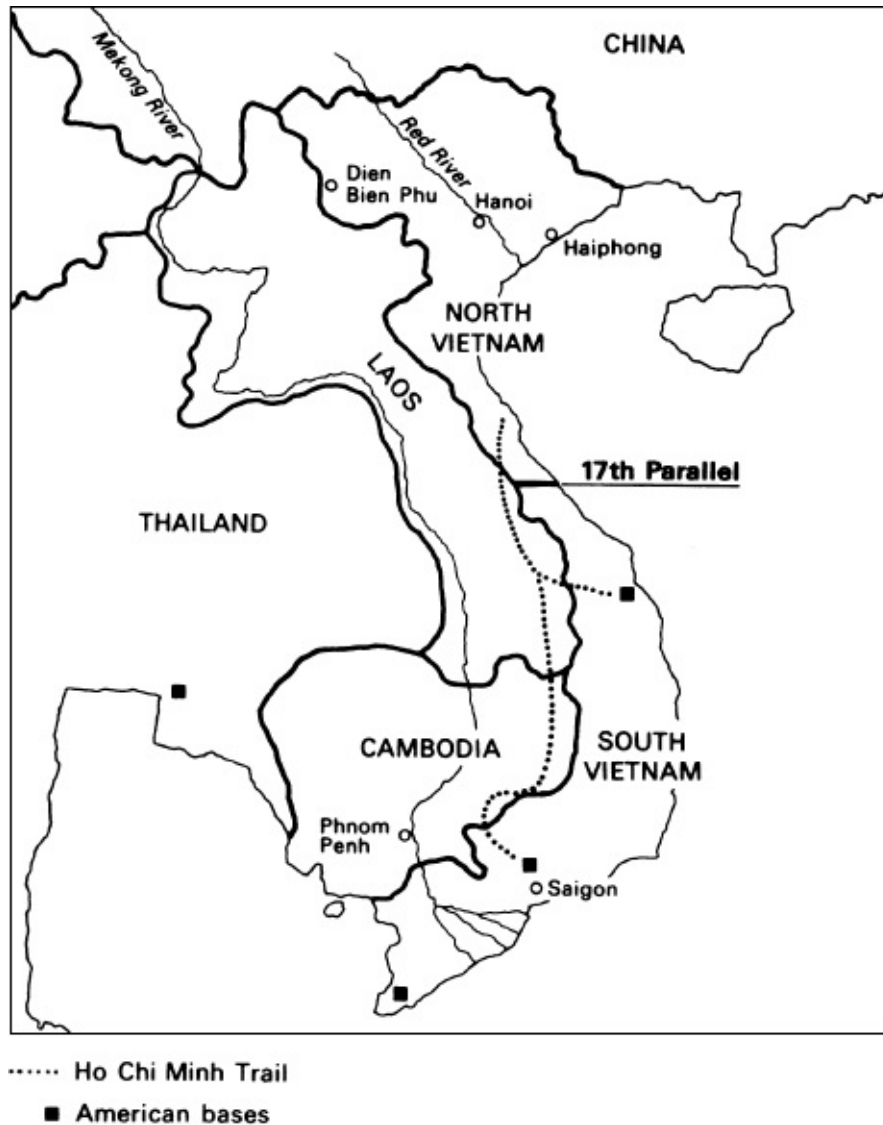 CHINA
Mekong River
Red River
Dien
Bien Phu
Hanoi
Haiphong
NORTH
VIETNAM
LAOS
17th Parallel
THAILAND
CAMBODIA
SOUTH
VIETNAM
Phnom
Penh
Saigon
Ho Chi Minh Trail
American bases